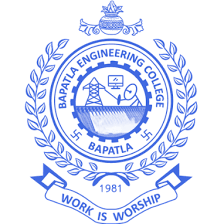 BAPATLA ENGINEERING COLLEGE
BAPATLA
1981
WORK IS WORSHIP